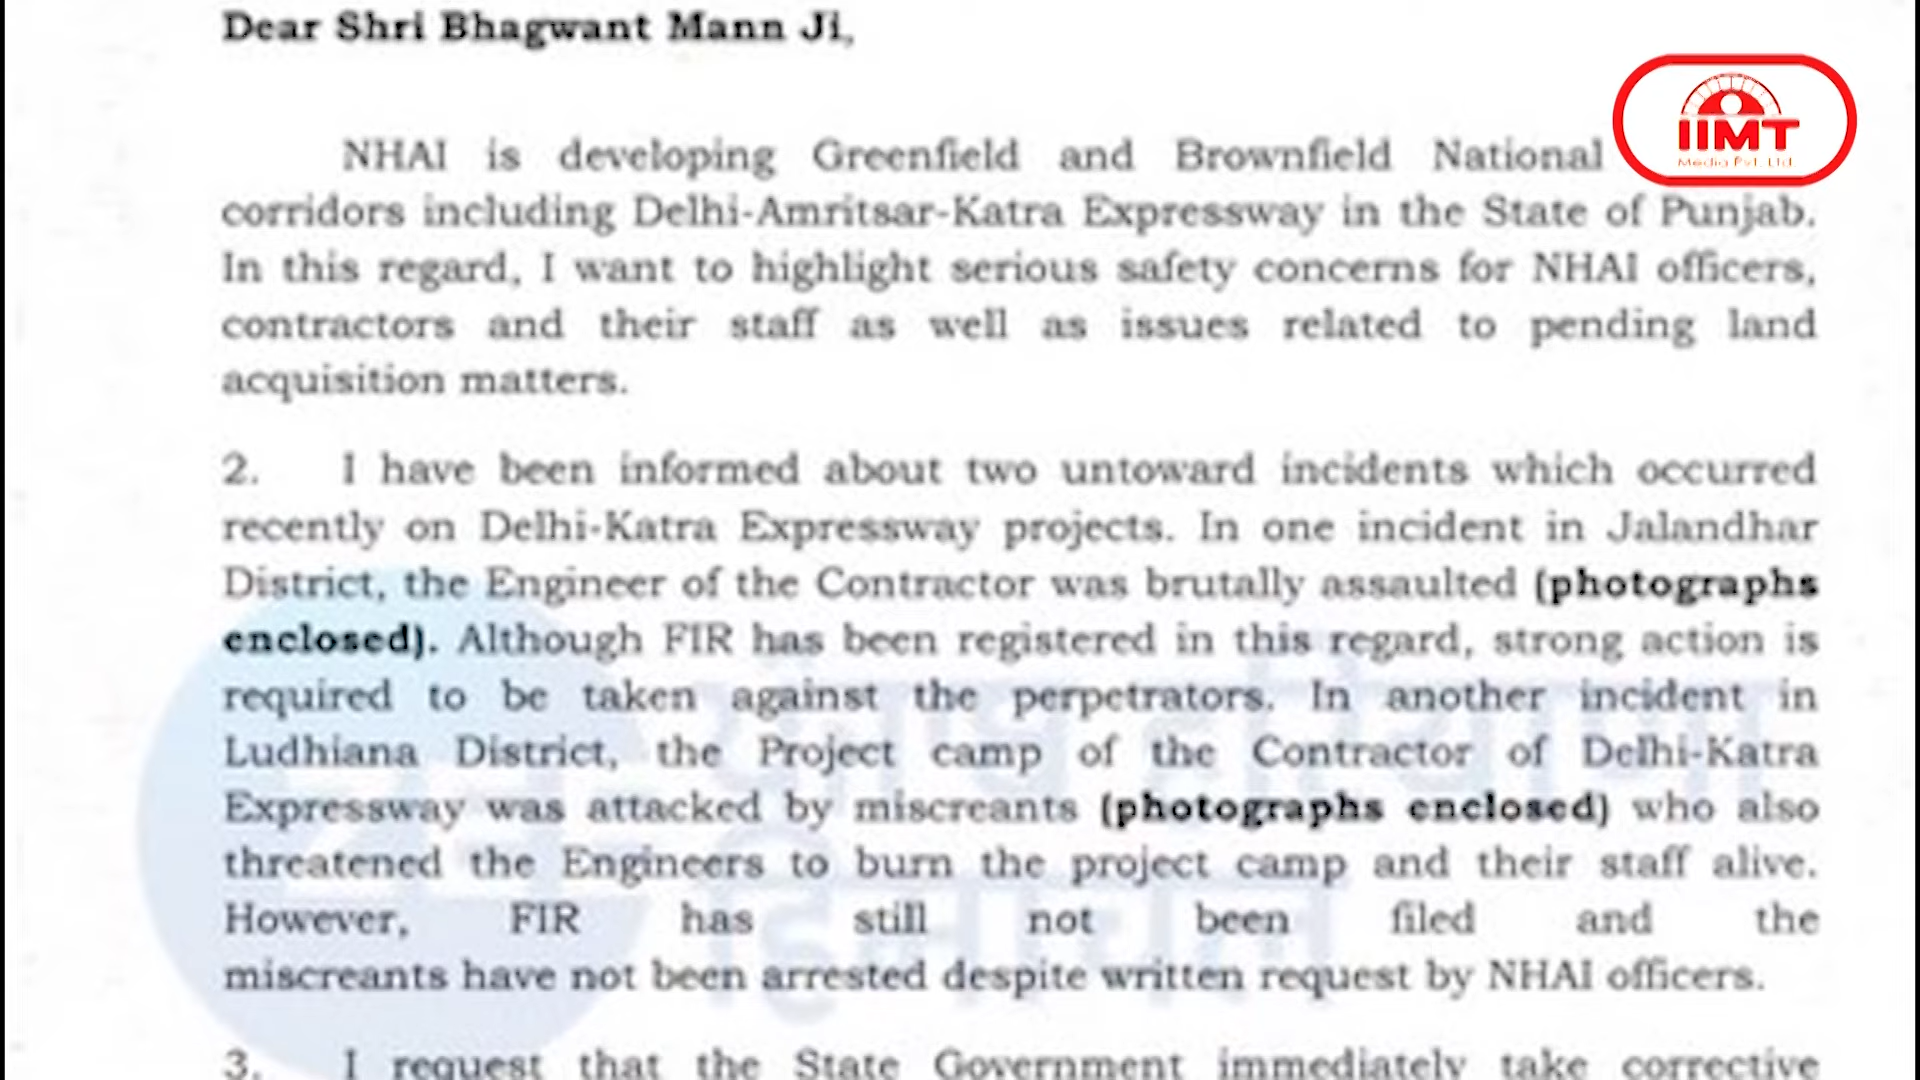 Dear Shri Bhagwant Mann Ji,
IIMT
Media Pvt. Ltd
NHAI is developing Greenfield and Brownfield National
corridors including Delhi-Amritsar-Katra Expressway in the State of Punjab.
In this regard, I want to highlight serious safety concerns for NHAI officers,
contractors and their staff as well as issues related to pending land
acquisition matters.
2. I have been informed about two untoward incidents which occurred
recently on Delhi-Katra Expressway projects. In one incident in Jalandhar
District, the Engineer of the Contractor was brutally assaulted (photographs
enclosed). Although FIR has been registered in this regard, strong action is
required to be taken against the perpetrators. In another incident in
Ludhiana District, the Project camp of the Contractor of Delhi-Katra
Expressway was attacked by miscreants (photographs enclosed) who also
threatened the Engineers to burn the project camp and their staff alive.
However, FIR has still not been filed and the
miscreants have not been arrested despite written request by NHAI officers.
3. I request that the State Government immediately take corrective